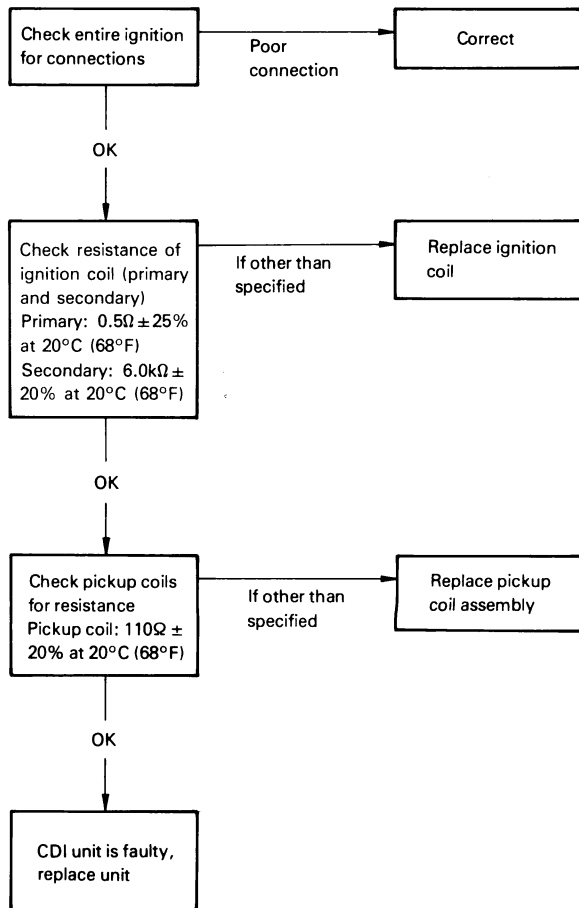 Check entire ignition
for connections
Poor
connection
Correct
OK
Check resistance of
ignition coil (primary
and secondary)
Primary: 0.5Ω ± 25%
at 20°C (68°F)
Secondary: 6.0kΩ ±
20% at 20°C (68°F)
If other than
specified
Replace ignition
coil
OK
Check pickup coils
for resistance
Pickup coil: 110Ω ±
20% at 20°C (68°F)
If other than
specified
Replace pickup
coil assembly
OK
CDI unit is faulty,
replace unit